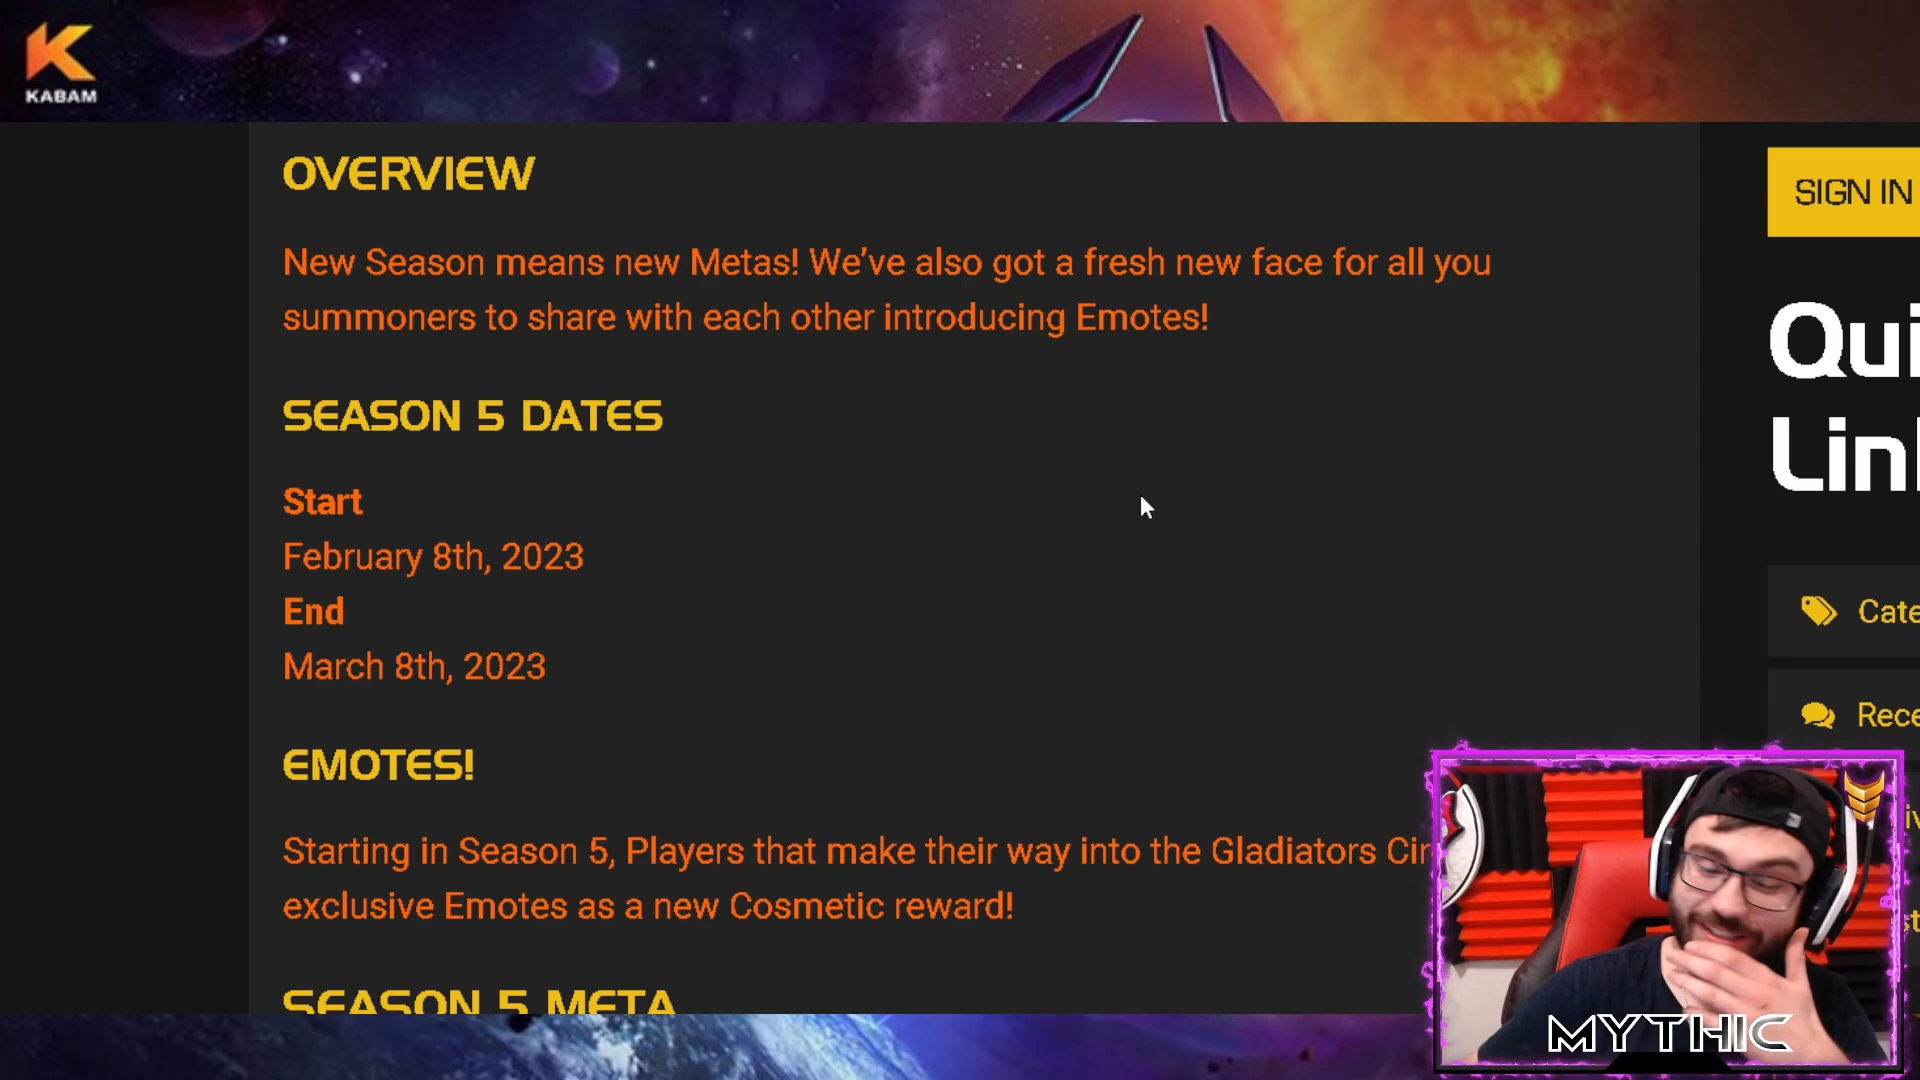 KABAM
OVERVIEW
New Season means new Metas! We’ve also got a fresh new face for all you
summoners to share with each other introducing Emotes!
SEASON 5 DATES
Start
February 8th, 2023
End
March 8th, 2023
EMOTES!
Starting in Season 5, Players that make their way into the Gladiators Cir
exclusive Emotes as a new Cosmetic reward!
SEASON 5 META
SIGN IN
Qui
Lin
Cate
Rece
MYTHIC